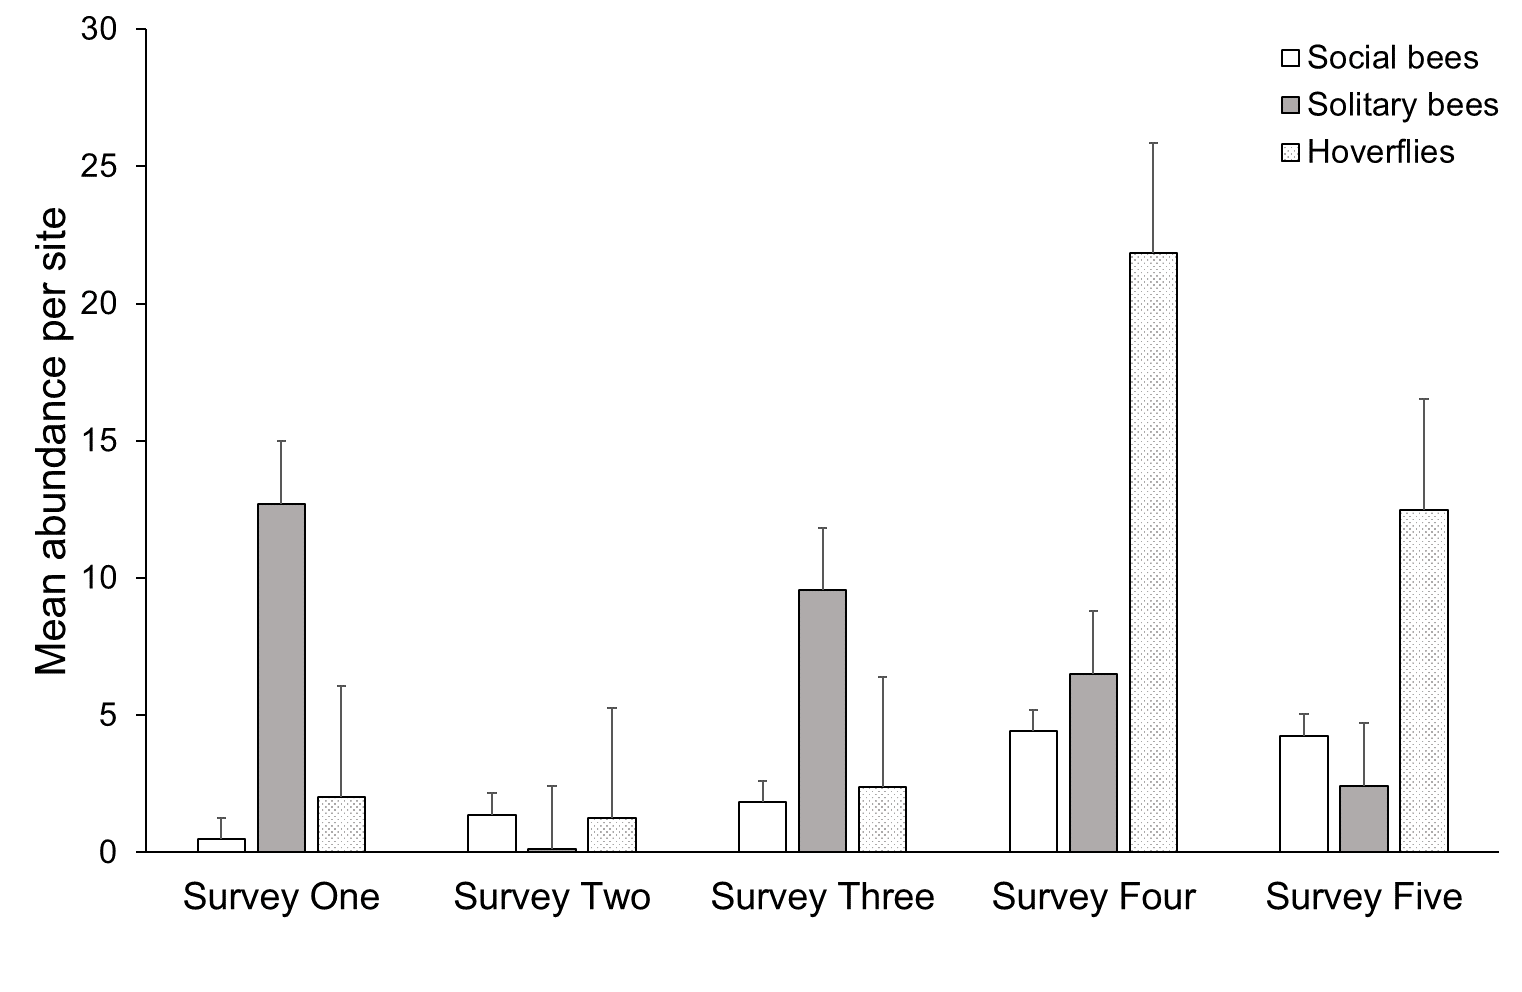 30
25
20
15
10
5
0
Mean abundance per site
Social bees
Solitary bees
Hoverflies
Survey One
Survey Two
Survey Three
Survey Four
Survey Five